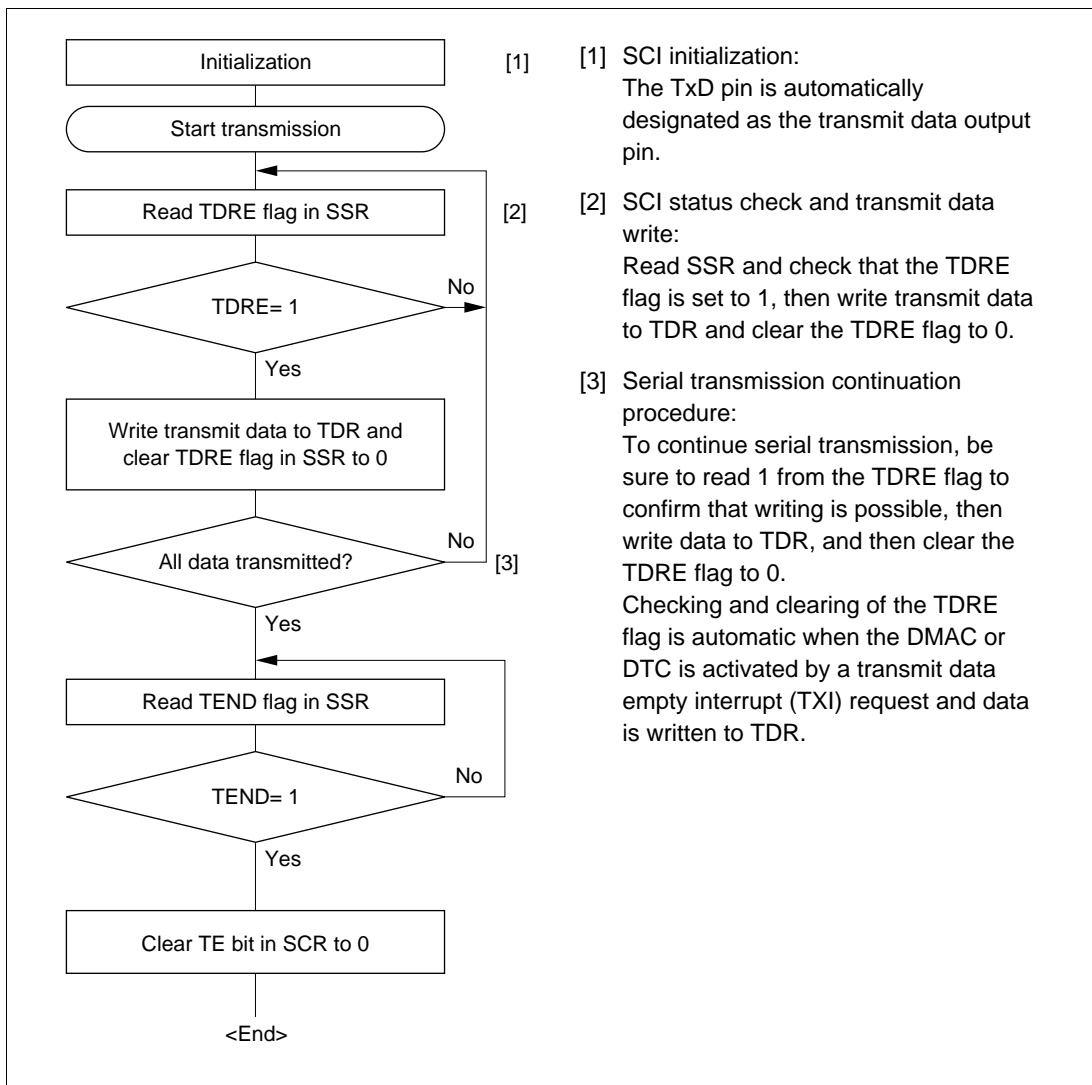 Initialization
[1]
Start transmission
Read TDRE flag in SSR
[2]
TDRE= 1
No
Yes
Write transmit data to TDR and
clear TDRE flag in SSR to 0
All data transmitted?
No
[3]
Yes
Read TEND flag in SSR
TEND= 1
No
Yes
Clear TE bit in SCR to 0
<End>
[1] SCI initialization:
The TxD pin is automatically
designated as the transmit data output
pin.
[2] SCI status check and transmit data
write:
Read SSR and check that the TDRE
flag is set to 1, then write transmit data
to TDR and clear the TDRE flag to 0.
[3] Serial transmission continuation
procedure:
To continue serial transmission, be
sure to read 1 from the TDRE flag to
confirm that writing is possible, then
write data to TDR, and then clear the
TDRE flag to 0.
Checking and clearing of the TDRE
flag is automatic when the DMAC or
DTC is activated by a transmit data
empty interrupt (TXI) request and data
is written to TDR.